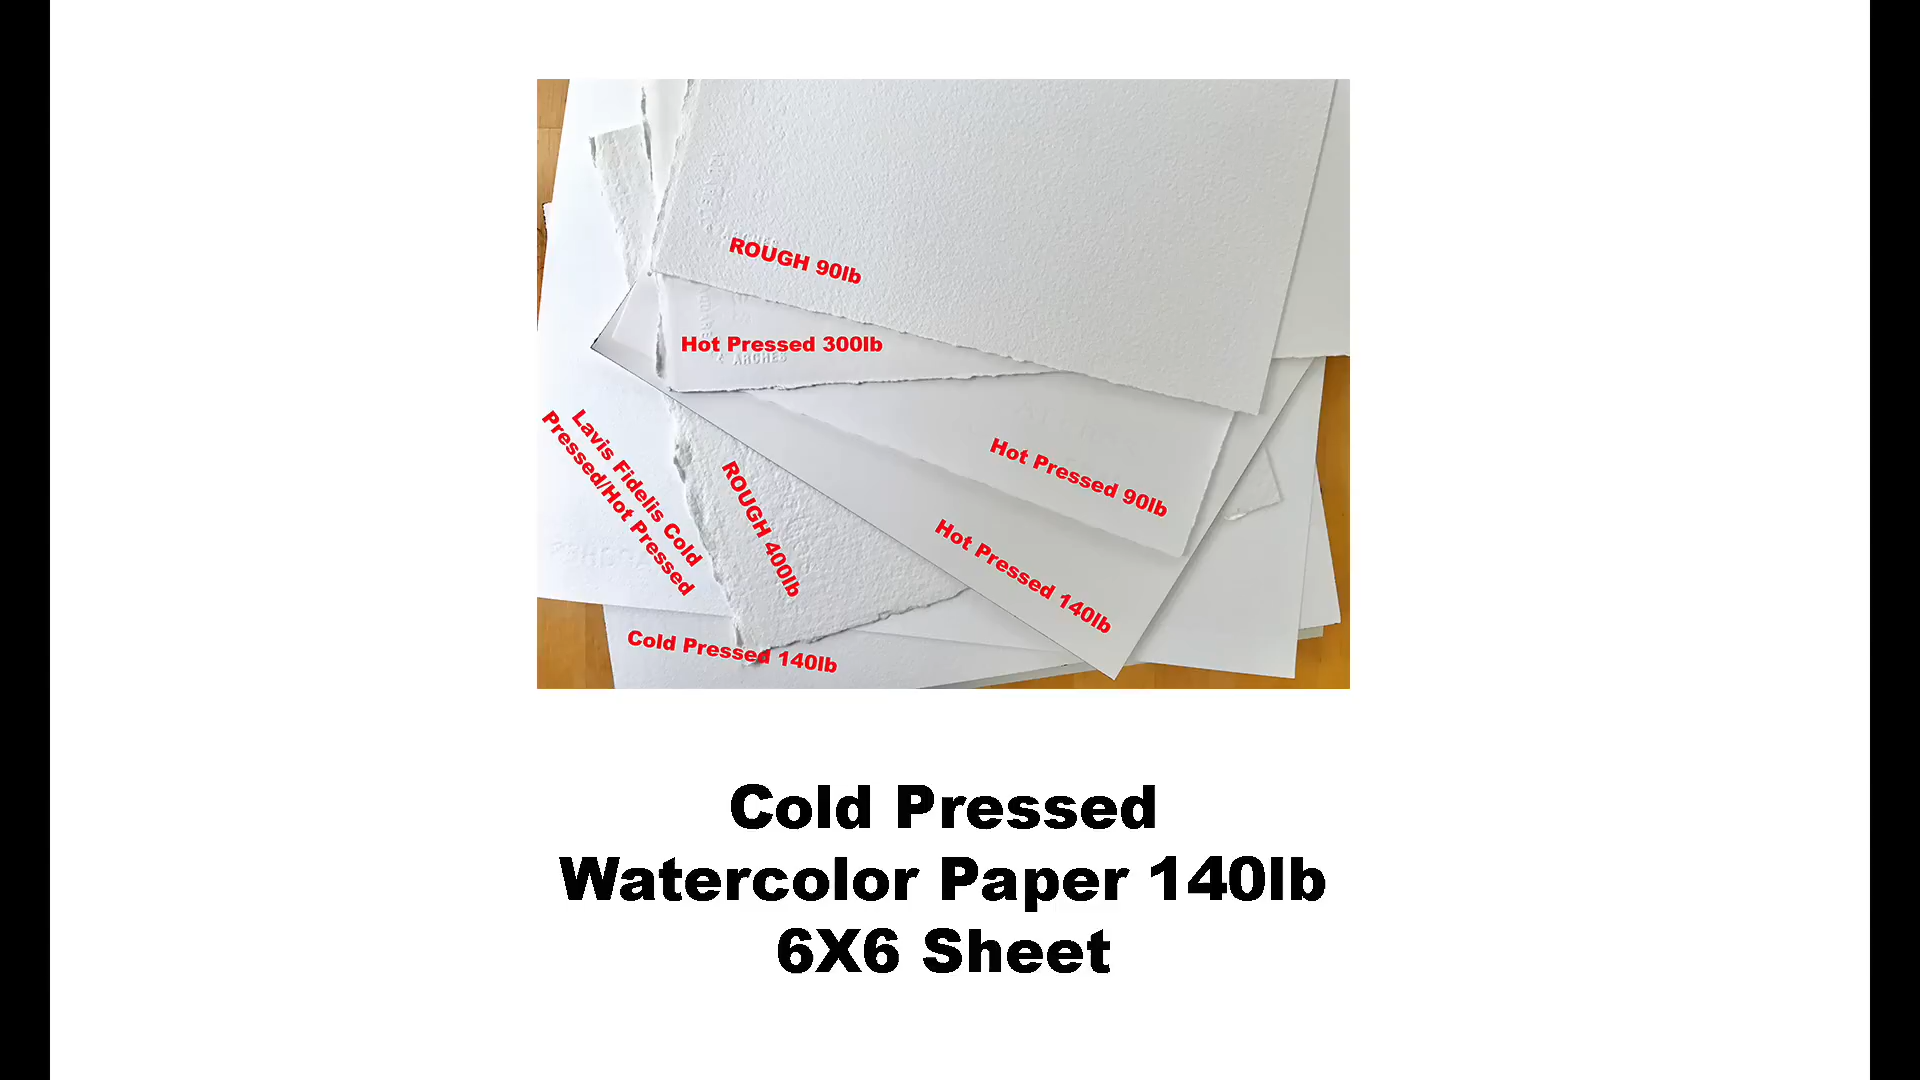 ROUGH 90lb
Hot Pressed 300lb
ARCHES
Lavis Fidelis Cold
Pressed/Hot Pressed
ROUGH 400lb
Hot Pressed 90lb
Hot Pressed 140lb
Cold Pressed 140lb
Cold Pressed
Watercolor Paper 140lb
6X6 Sheet